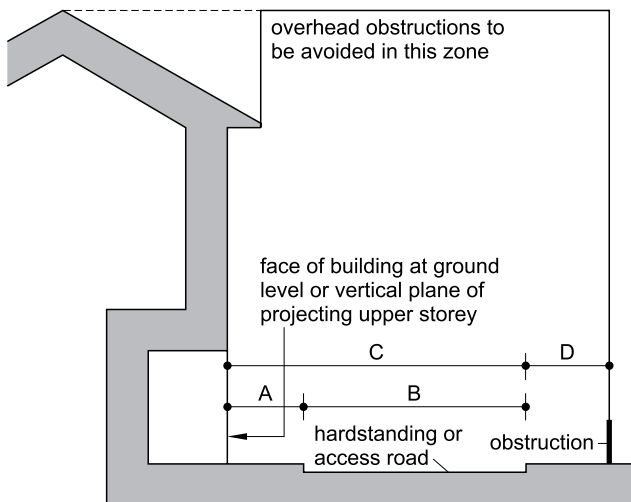 overhead obstructions to
be avoided in this zone
face of building at ground
level or vertical plane of
projecting upper storey
C
D
A
B
hardstanding or
access road
obstruction